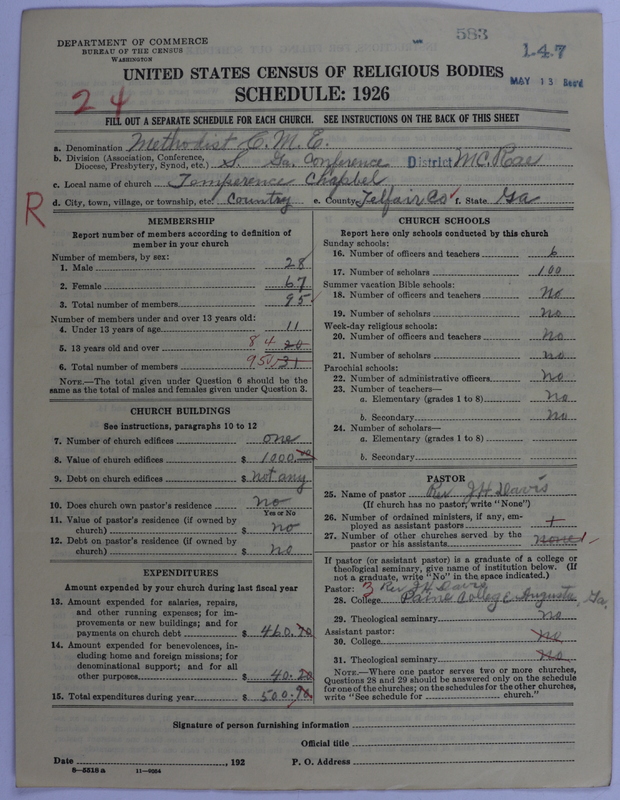 583
DEPARTMENT OF COMMERCE
BUREAU OF THE CENSUS
WASHINGTON
1.4.7
MAY 13 Rec'd
UNITED STATES CENSUS OF RELIGIOUS BODIES
SCHEDULE: 1926
24
FILL OUT A SEPARATE SCHEDULE FOR EACH CHURCH. SEE INSTRUCTIONS ON THE BACK OF THIS SHEET
a. Denomination Methodist C.M.E.
b. Division (Association, Conference, Diocese, Presbytery, Synod, etc.) S. Ga. Conference District McRae
c. Local name of church Temperence Chappel
d. City, town, village, or township, etc. Country e. County Telfair Co f. State Ga
R
MEMBERSHIP
Report number of members according to definition of
member in your church
Number of members, by sex:
1. Male 28
2. Female 67
3. Total number of members 95
Number of members under and over 13 years old:
4. Under 13 years of age 11
5. 13 years old and over 84 20
6. Total number of members 95 31
NOTE.—The total given under Question 6 should be the
same as the total of males and females given under Question 3.
CHURCH BUILDINGS
See instructions, paragraphs 10 to 12
7. Number of church edifices one
8. Value of church edifices $ 1000.00
9. Debt on church edifices $ not any
10. Does church own pastor's residence no
Yes or No
11. Value of pastor's residence (if owned by
church) $ no
12. Debt on pastor's residence (if owned by
church) $ no
EXPENDITURES
Amount expended by your church during last fiscal year
13. Amount expended for salaries, repairs,
and other running expenses; for im-
provements or new buildings; and for
payments on church debt $ 460.70
14. Amount expended for benevolences, in-
cluding home and foreign missions; for
denominational support; and for all
other purposes $ 40.20
15. Total expenditures during year $ 500.90
CHURCH SCHOOLS
Report here only schools conducted by this church
Sunday schools:
16. Number of officers and teachers 6
17. Number of scholars 100
Summer vacation Bible schools:
18. Number of officers and teachers No
19. Number of scholars No
Week-day religious schools:
20. Number of officers and teachers No
21. Number of scholars no
Parochial schools:
22. Number of administrative officers No
23. Number of teachers—
a. Elementary (grades 1 to 8) No
b. Secondary No
24. Number of scholars—
a. Elementary (grades 1 to 8)
b. Secondary
PASTOR
25. Name of pastor Rev J H Davis
(If church has no pastor, write "None")
26. Number of ordained ministers, if any, em-
ployed as assistant pastors
27. Number of other churches served by the
pastor or his assistants none 1
If pastor (or assistant pastor) is a graduate of a college or
theological seminary, give name of institution below. (If
not a graduate, write "No" in the space indicated.)
Pastor: 3 Rev J H Davis
28. College Paine College Augusta, Ga.
29. Theological seminary no
Assistant pastor:
30. College No
31. Theological seminary No
NOTE.—Where one pastor serves two or more churches,
Questions 28 and 29 should be answered only on the schedule
for one of the churches; on the schedules for the other churches,
write "See schedule for church."
Signature of person furnishing information
Official title
Date , 192 P. O. Address
8—5518a 11—9054